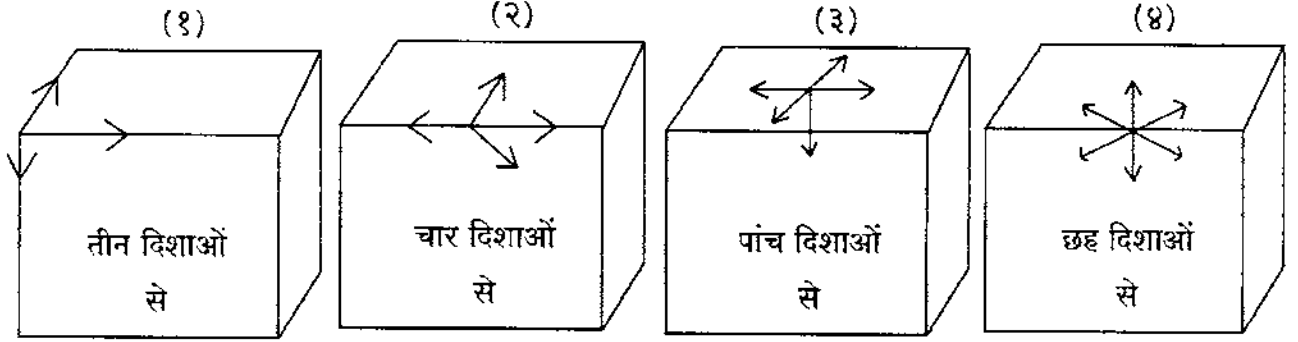 (१) (२) (३) (४)
तीन दिशाओं
से
चार दिशाओं
से
पांच दिशाओं
से
छह दिशाओं
से